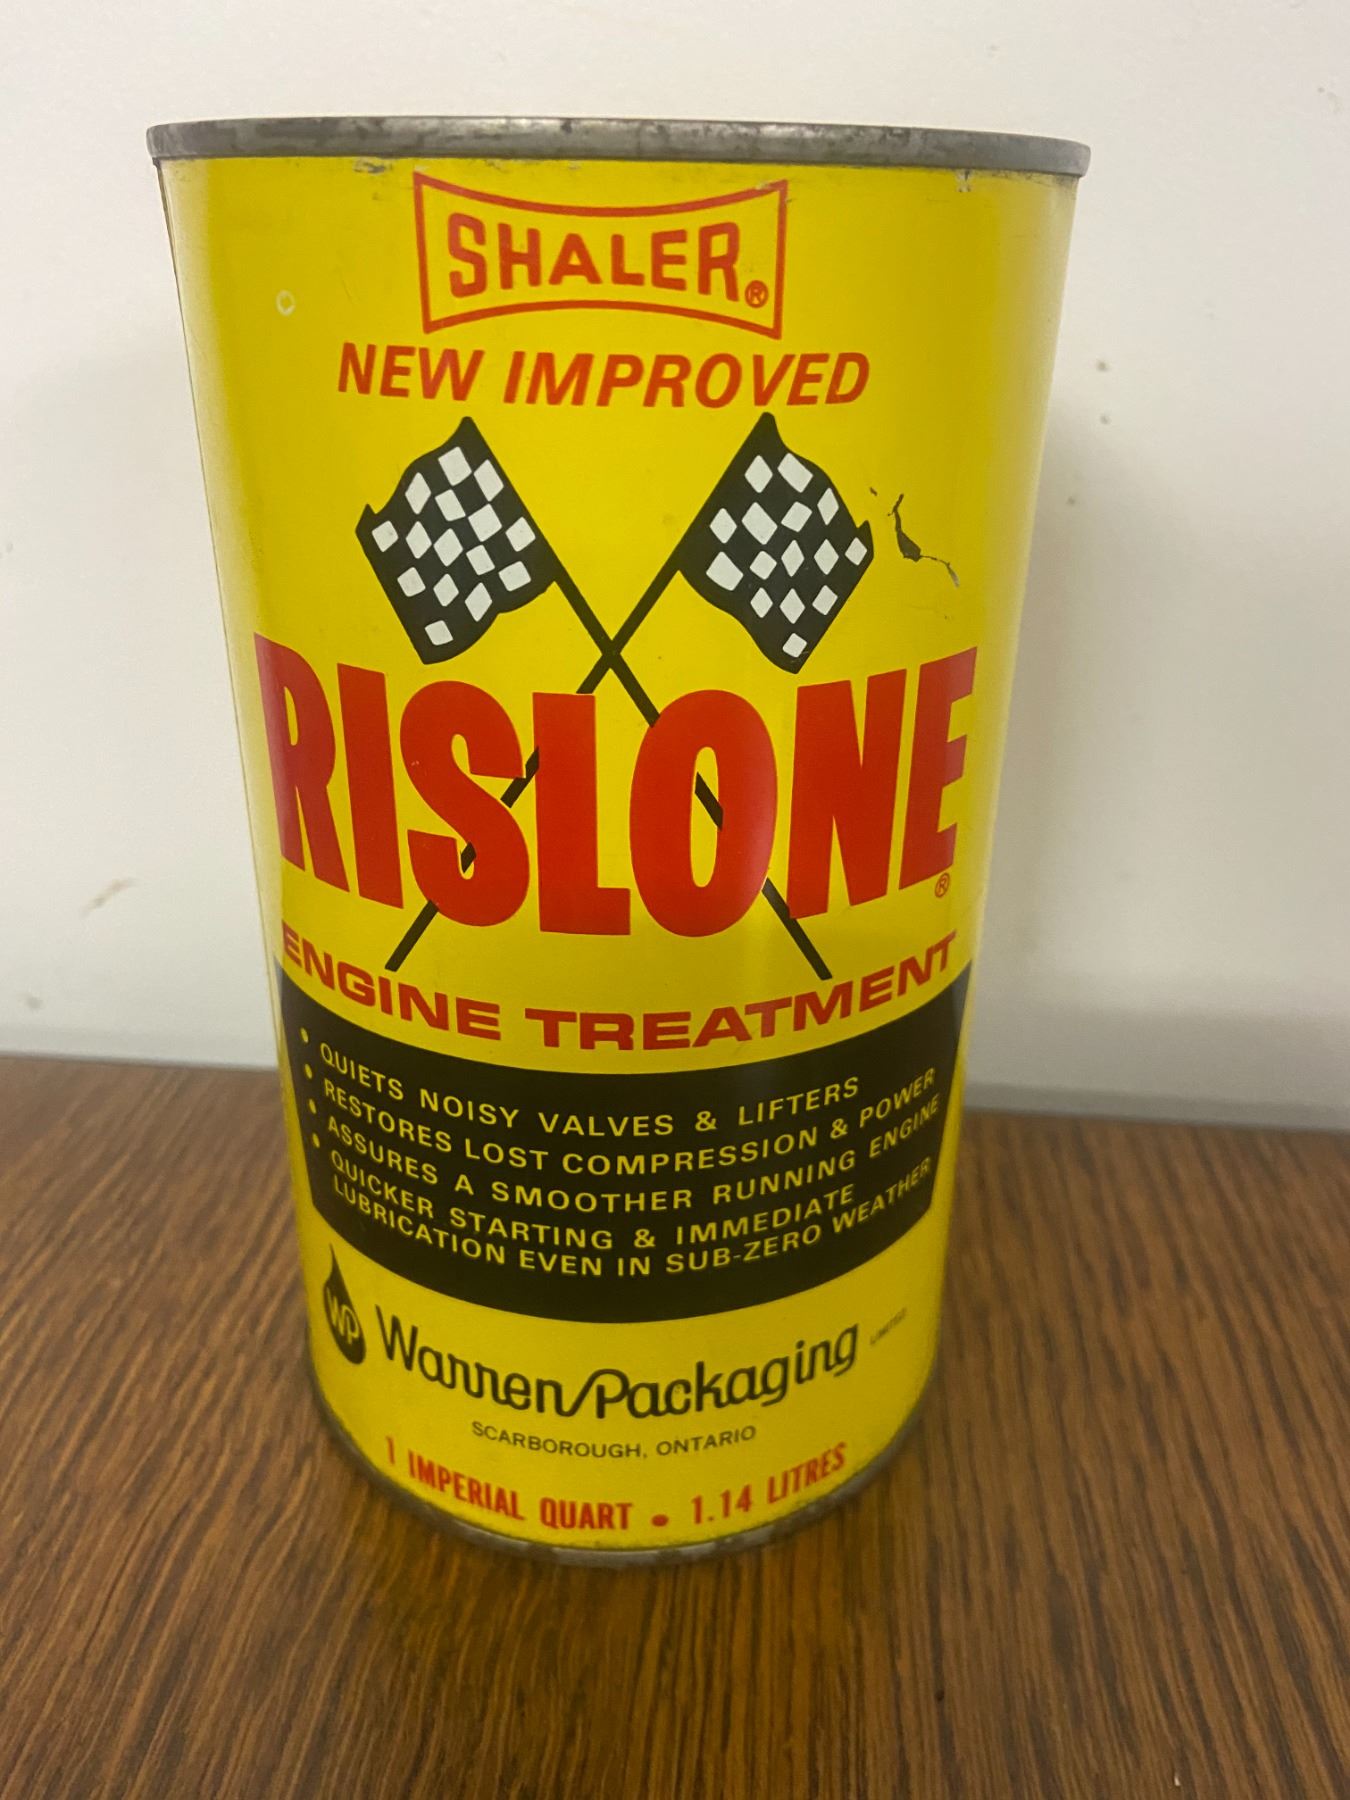 SHALER®
NEW IMPROVED
RISLONE®
ENGINE TREATMENT
• QUIETS NOISY VALVES & LIFTERS
• RESTORES LOST COMPRESSION & POWER
• ASSURES A SMOOTHER RUNNING ENGINE
• QUICKER STARTING & IMMEDIATE
LUBRICATION EVEN IN SUB-ZERO WEATHER
WP Warren/Packaging LIMITED
SCARBOROUGH, ONTARIO
1 IMPERIAL QUART • 1.14 LITRES